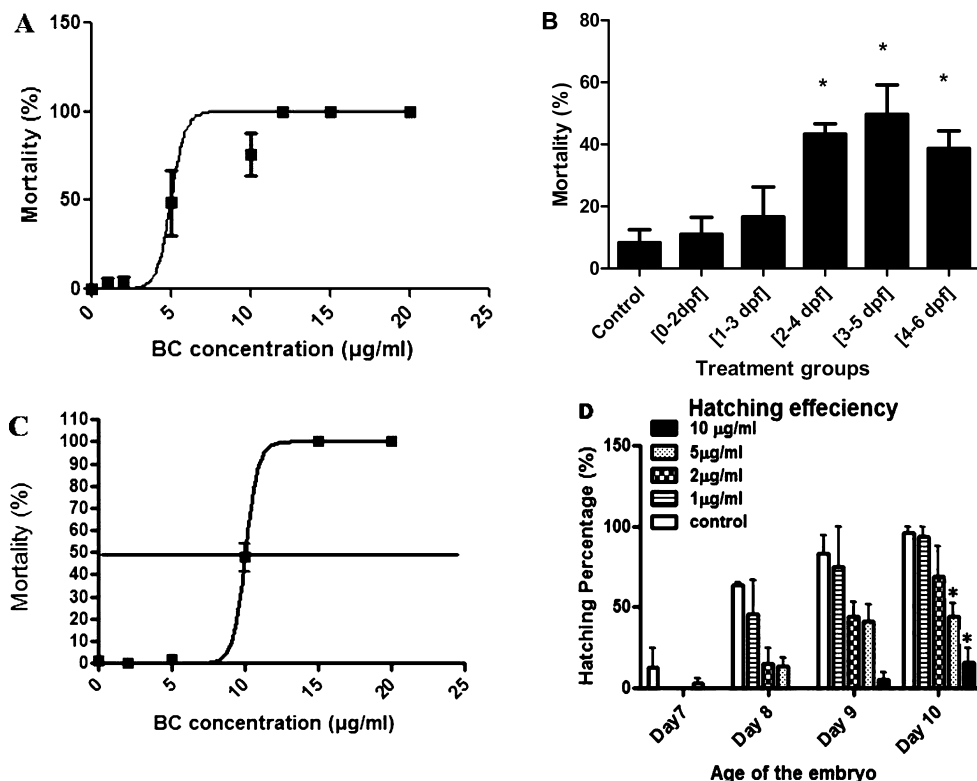 A
150
100
50
0
Mortality (%)
0 5 10 15 20 25
BC concentration (µg/ml)
B
80
60
40
20
0
Mortality (%)
* * *
Control [0-2dpf] [1-3 dpf] [2-4 dpf] [3-5 dpf] [4-6 dpf]
Treatment groups
C
110
100
90
80
70
60
50
40
30
20
10
0
Mortality (%)
0 5 10 15 20 25
BC concentration (µg/ml)
D
Hatching effeciency
10 µg/ml
5µg/ml
2µg/ml
1µg/ml
control
150
100
50
0
Hatching Percentage (%)
* *
Day7 Day 8 Day 9 Day 10
Age of the embryo